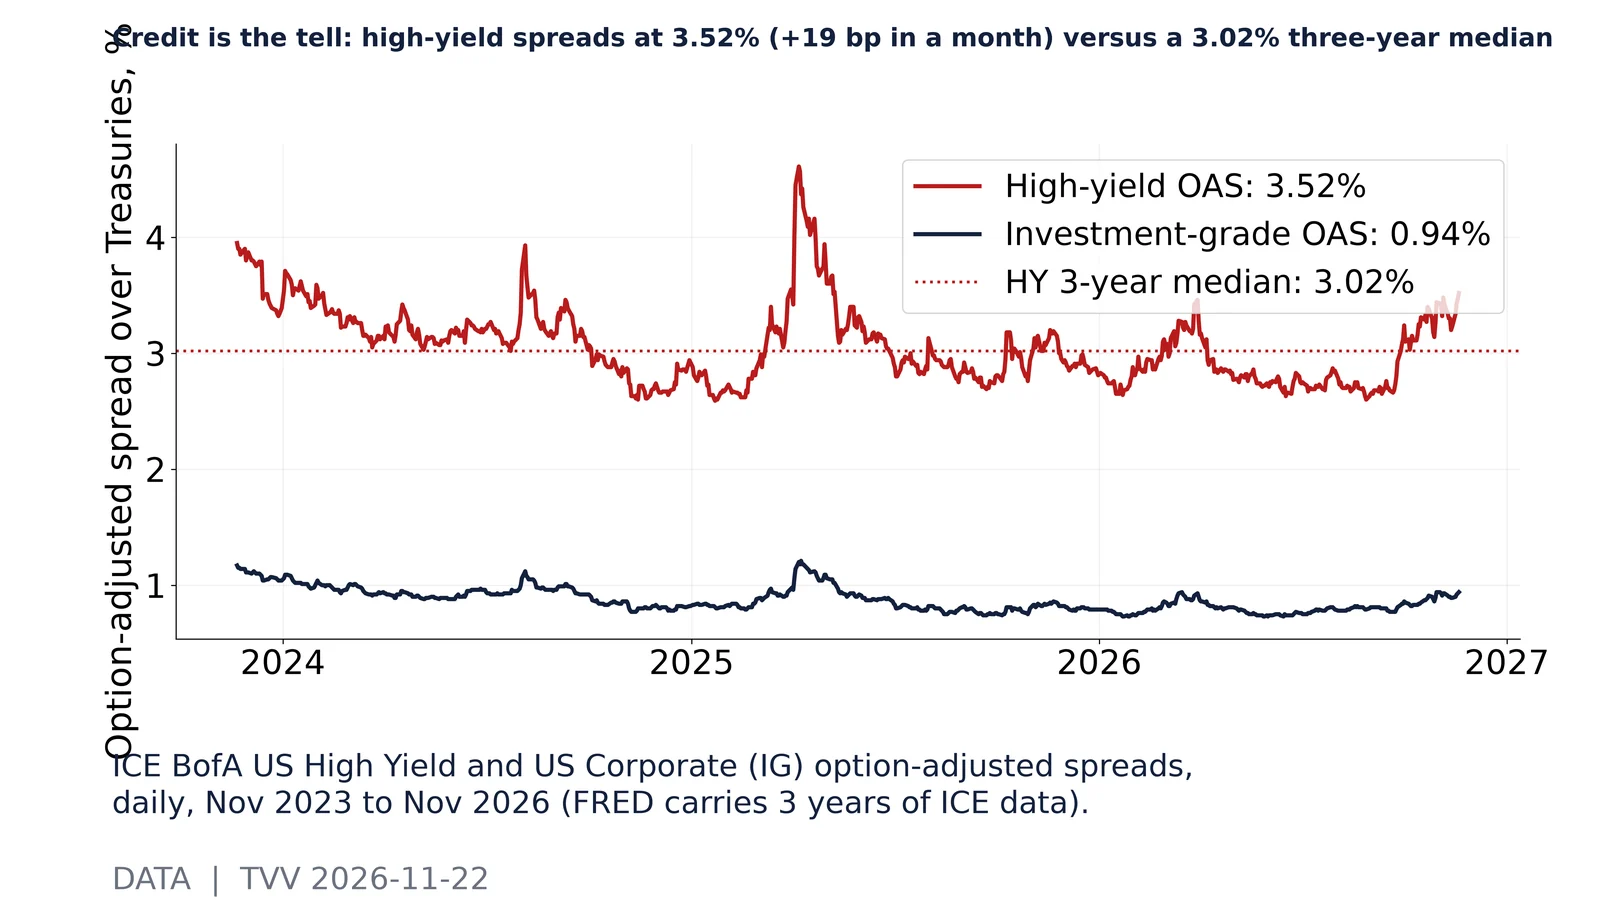 Credit is the tell: high-yield spreads at 3.52% (+19 bp in a month) versus a 3.02% three-year median
Option-adjusted spread over Treasuries, %
4
3
2
1
High-yield OAS: 3.52%
Investment-grade OAS: 0.94%
HY 3-year median: 3.02%
2024
2025
2026
2027
ICE BofA US High Yield and US Corporate (IG) option-adjusted spreads,
daily, Nov 2023 to Nov 2026 (FRED carries 3 years of ICE data).
DATA | TVV 2026-11-22